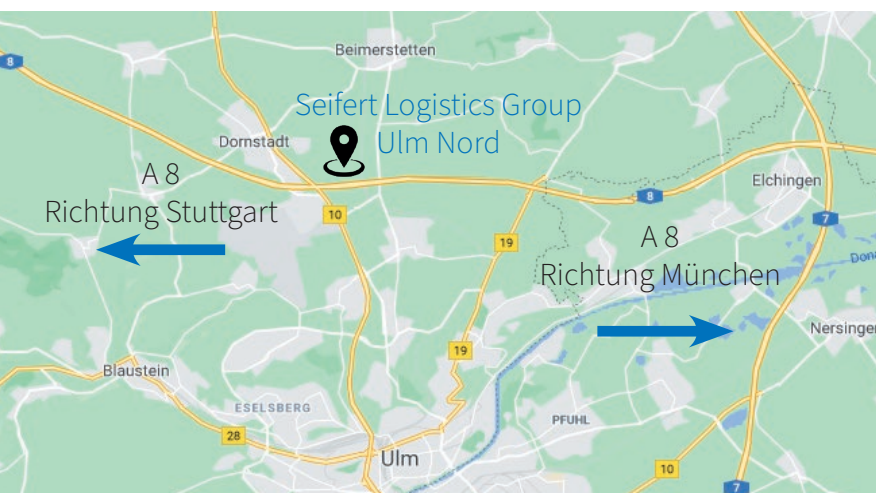 8
Beimerstetten
Seifert Logistics Group
Ulm Nord
Dornstadt
A 8
Richtung Stuttgart
10
19
8
Elchingen
7
A 8
Richtung München
Nersingen
19
Blaustein
ESELSBERG
28
PFUHL
Ulm
10
7